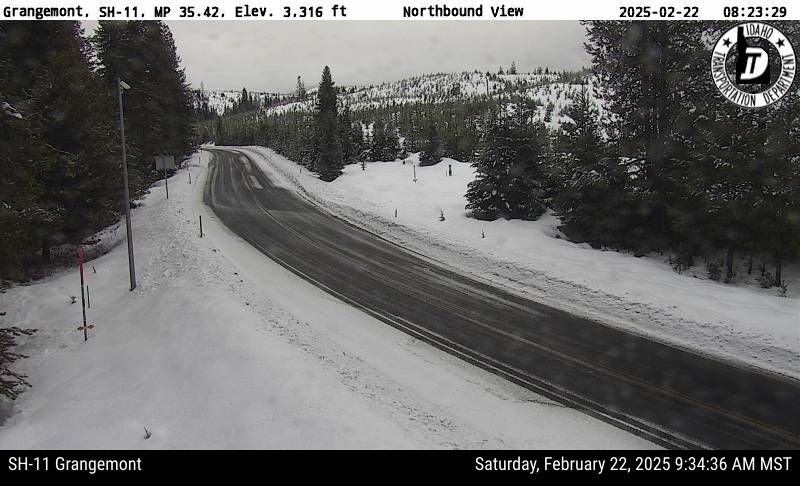 Grangemont, SH-11, MP 35.42, Elev. 3,316 ft Northbound View 2025-02-22 08:23:29
IDAHO
TRANSPORTATION DEPARTMENT
SH-11 Grangemont Saturday, February 22, 2025 9:34:36 AM MST